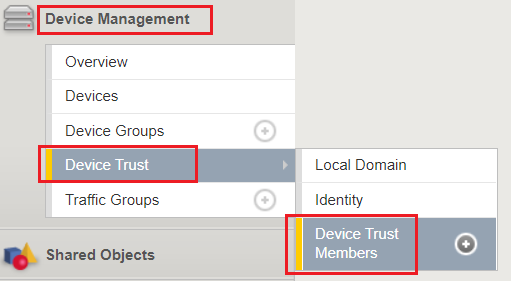 Device Management
Overview
Devices
Device Groups
Device Trust
Traffic Groups
Local Domain
Identity
Device Trust
Members
Shared Objects